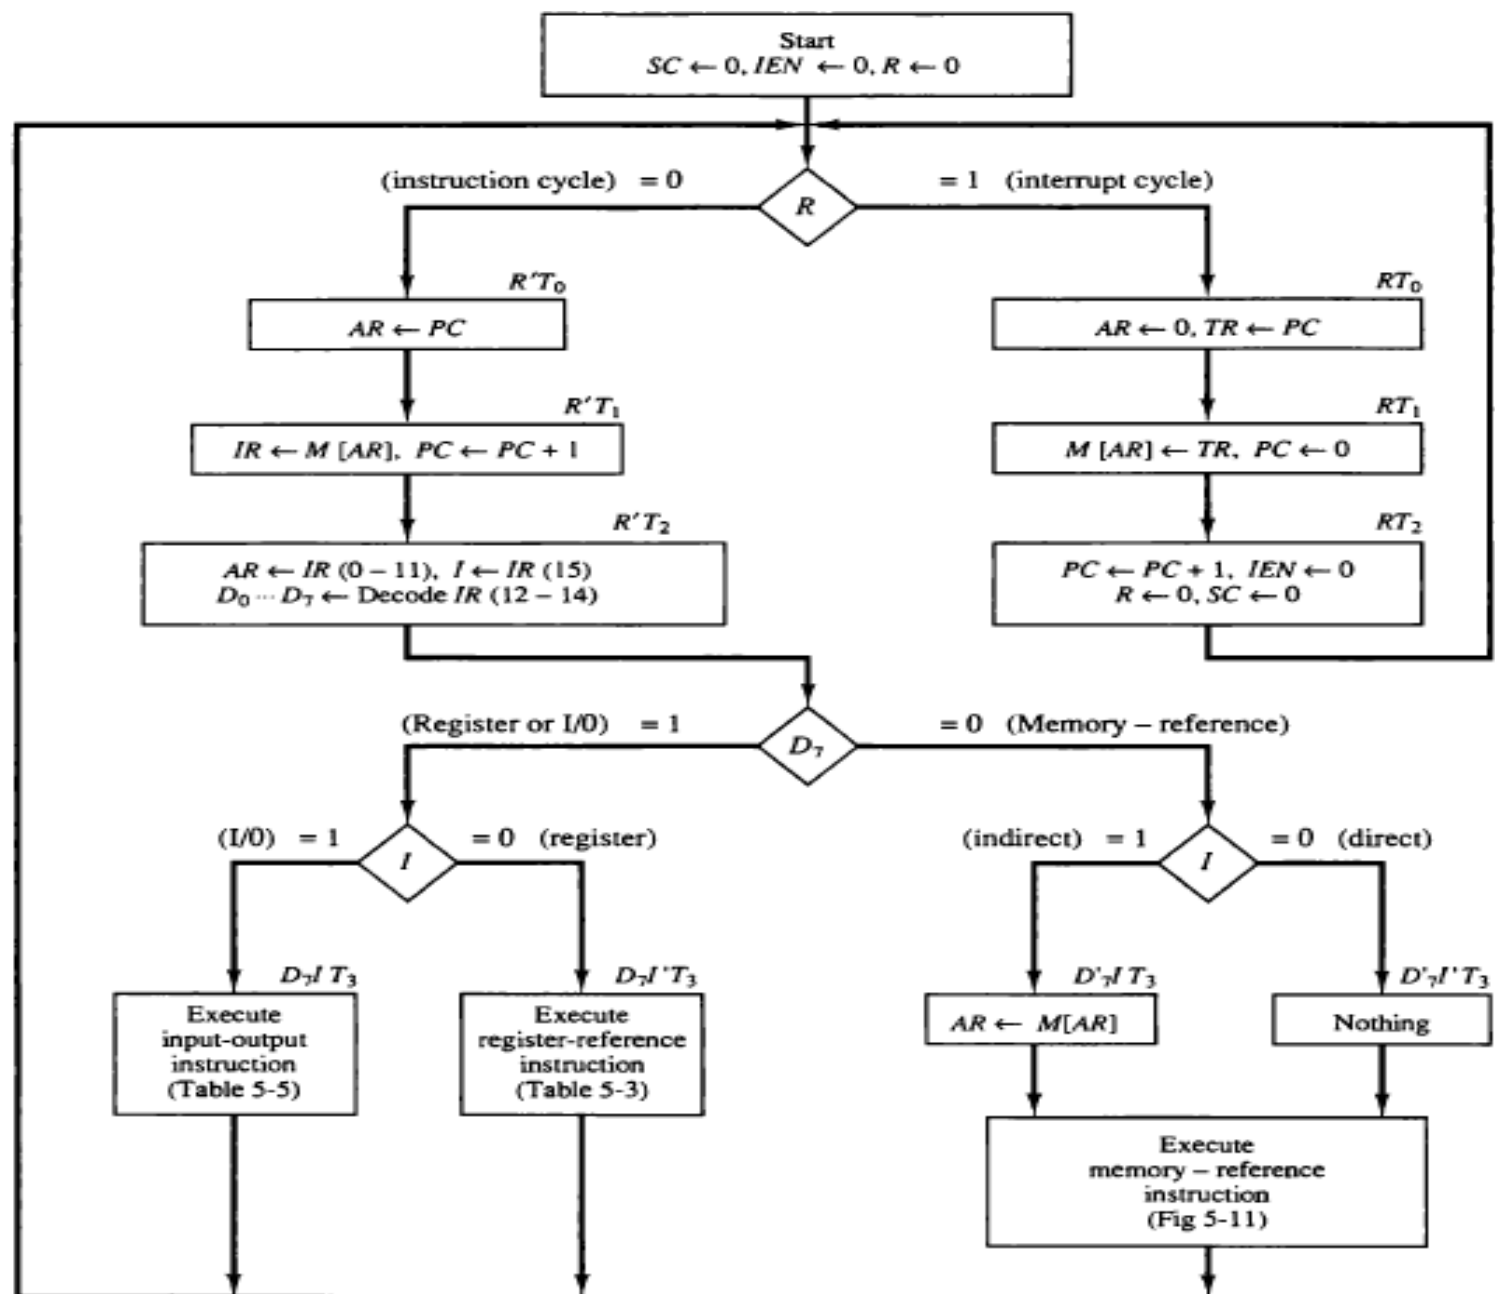 Start
SC ← 0, IEN ← 0, R ← 0
(instruction cycle) = 0
= 1 (interrupt cycle)
R
R'T₀
RT₀
AR ← PC
AR ← 0, TR ← PC
R'T₁
RT₁
IR ← M [AR], PC ← PC + 1
M [AR] ← TR, PC ← 0
R'T₂
RT₂
AR ← IR (0 – 11), I ← IR (15)
D₀ ··· D₇ ← Decode IR (12 – 14)
PC ← PC + 1, IEN ← 0
R ← 0, SC ← 0
(Register or I/0) = 1
= 0 (Memory – reference)
D₇
(I/0) = 1
= 0 (register)
I
(indirect) = 1
= 0 (direct)
I
D₇I T₃
D₇I'T₃
D'₇I T₃
D'₇I'T₃
Execute
input-output
instruction
(Table 5-5)
Execute
register-reference
instruction
(Table 5-3)
AR ← M[AR]
Nothing
Execute
memory – reference
instruction
(Fig 5-11)